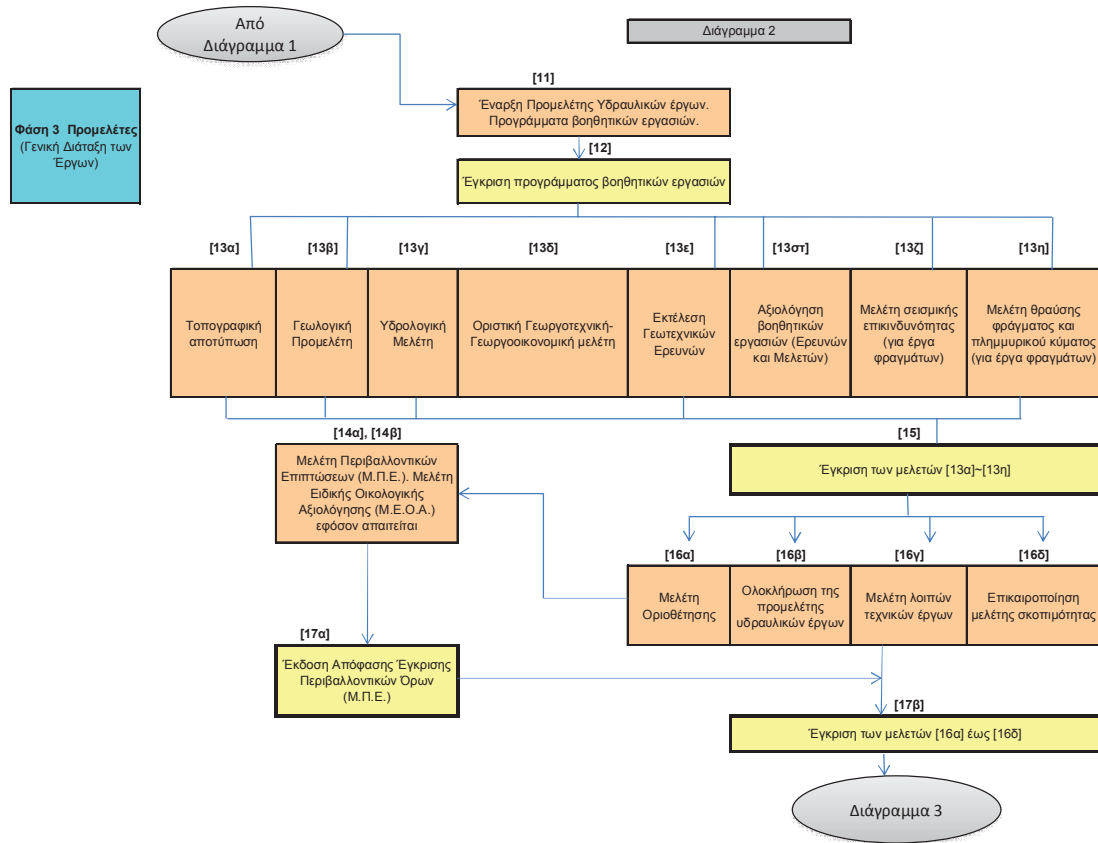 Από
Διάγραμμα 1
Διάγραμμα 2
Φάση 3 Προμελέτες
(Γενική Διάταξη των
Έργων)
[11]
Έναρξη Προμελέτης Υδραυλικών έργων.
Προγράμματα βοηθητικών εργασιών.
[12]
Έγκριση προγράμματος βοηθητικών εργασιών
[13α]
[13β]
[13γ]
[13δ]
[13ε]
[13στ]
[13ζ]
[13η]
Τοπογραφική
αποτύπωση
Γεωλογική
Προμελέτη
Υδρολογική
Μελέτη
Οριστική Γεωργοτεχνική-
Γεωργοοικονομική μελέτη
Εκτέλεση
Γεωτεχνικών
Ερευνών
Αξιολόγηση
βοηθητικών
εργασιών (Ερευνών
και Μελετών)
Μελέτη σεισμικής
επικινδυνότητας
(για έργα
φραγμάτων)
Μελέτη θραύσης
φράγματος και
πλημμυρικού κύματος
(για έργα φραγμάτων)
[14α], [14β]
Μελέτη Περιβαλλοντικών
Επιπτώσεων (Μ.Π.Ε.). Μελέτη
Ειδικής Οικολογικής
Αξιολόγησης (Μ.Ε.Ο.Α.)
εφόσον απαιτείται
[15]
Έγκριση των μελετών [13α]~[13η]
[16α]
[16β]
[16γ]
[16δ]
Μελέτη
Οριοθέτησης
Ολοκλήρωση της
προμελέτης
υδραυλικών έργων
Μελέτη λοιπών
τεχνικών έργων
Επικαιροποίηση
μελέτης σκοπιμότητας
[17α]
Έκδοση Απόφασης Έγκρισης
Περιβαλλοντικών Όρων
(Μ.Π.Ε.)
[17β]
Έγκριση των μελετών [16α] έως [16δ]
Διάγραμμα 3